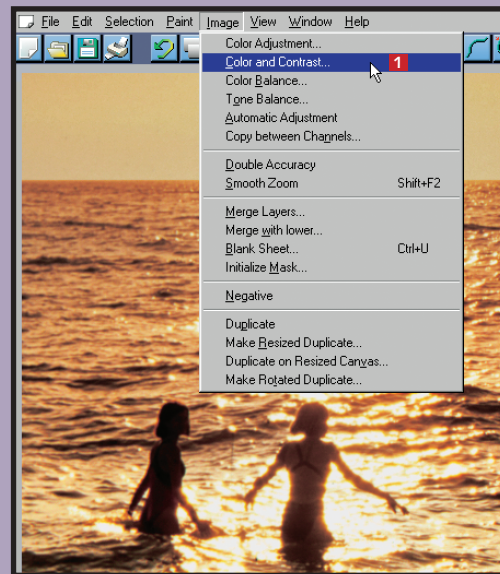 File Edit Selection Paint Image View Window Help
Color Adjustment...
Color and Contrast... 1
Color Balance...
Tone Balance...
Automatic Adjustment
Copy between Channels...
Double Accuracy
Smooth Zoom Shift+F2
Merge Layers...
Merge with lower...
Blank Sheet... Ctrl+U
Initialize Mask...
Negative
Duplicate
Make Resized Duplicate...
Duplicate on Resized Canvas...
Make Rotated Duplicate...